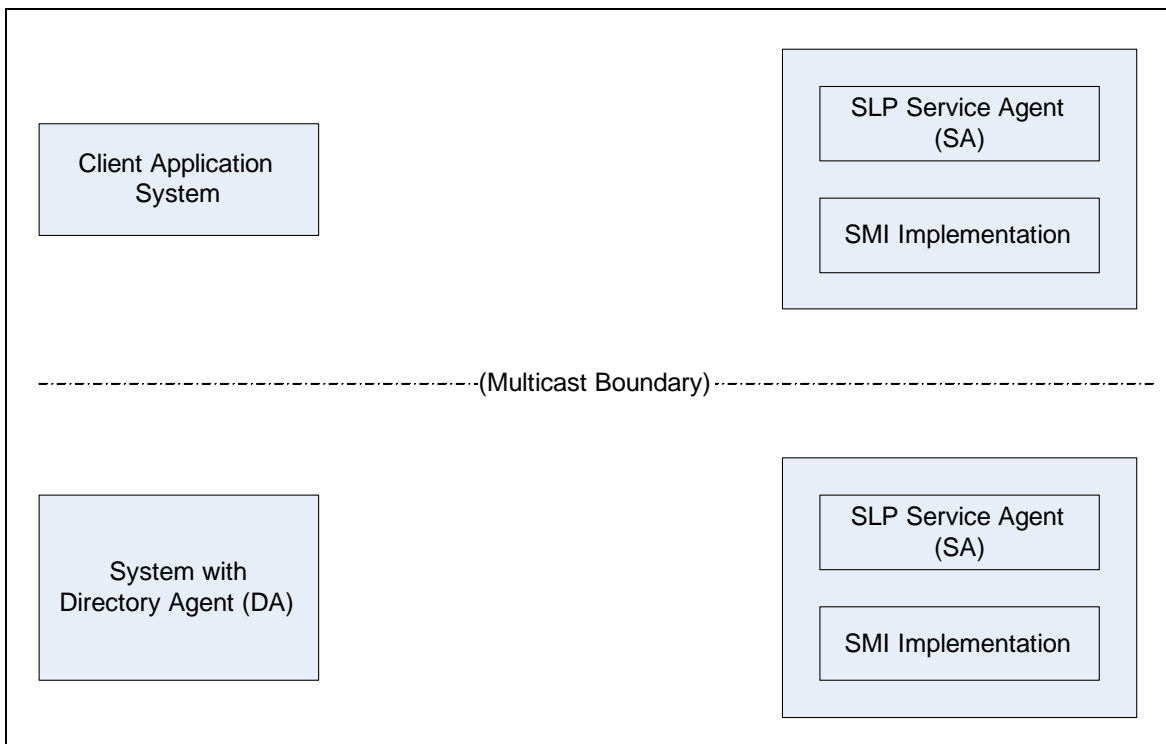 Client Application
System
SLP Service Agent
(SA)
SMI Implementation
(Multicast Boundary)
System with
Directory Agent (DA)
SLP Service Agent
(SA)
SMI Implementation